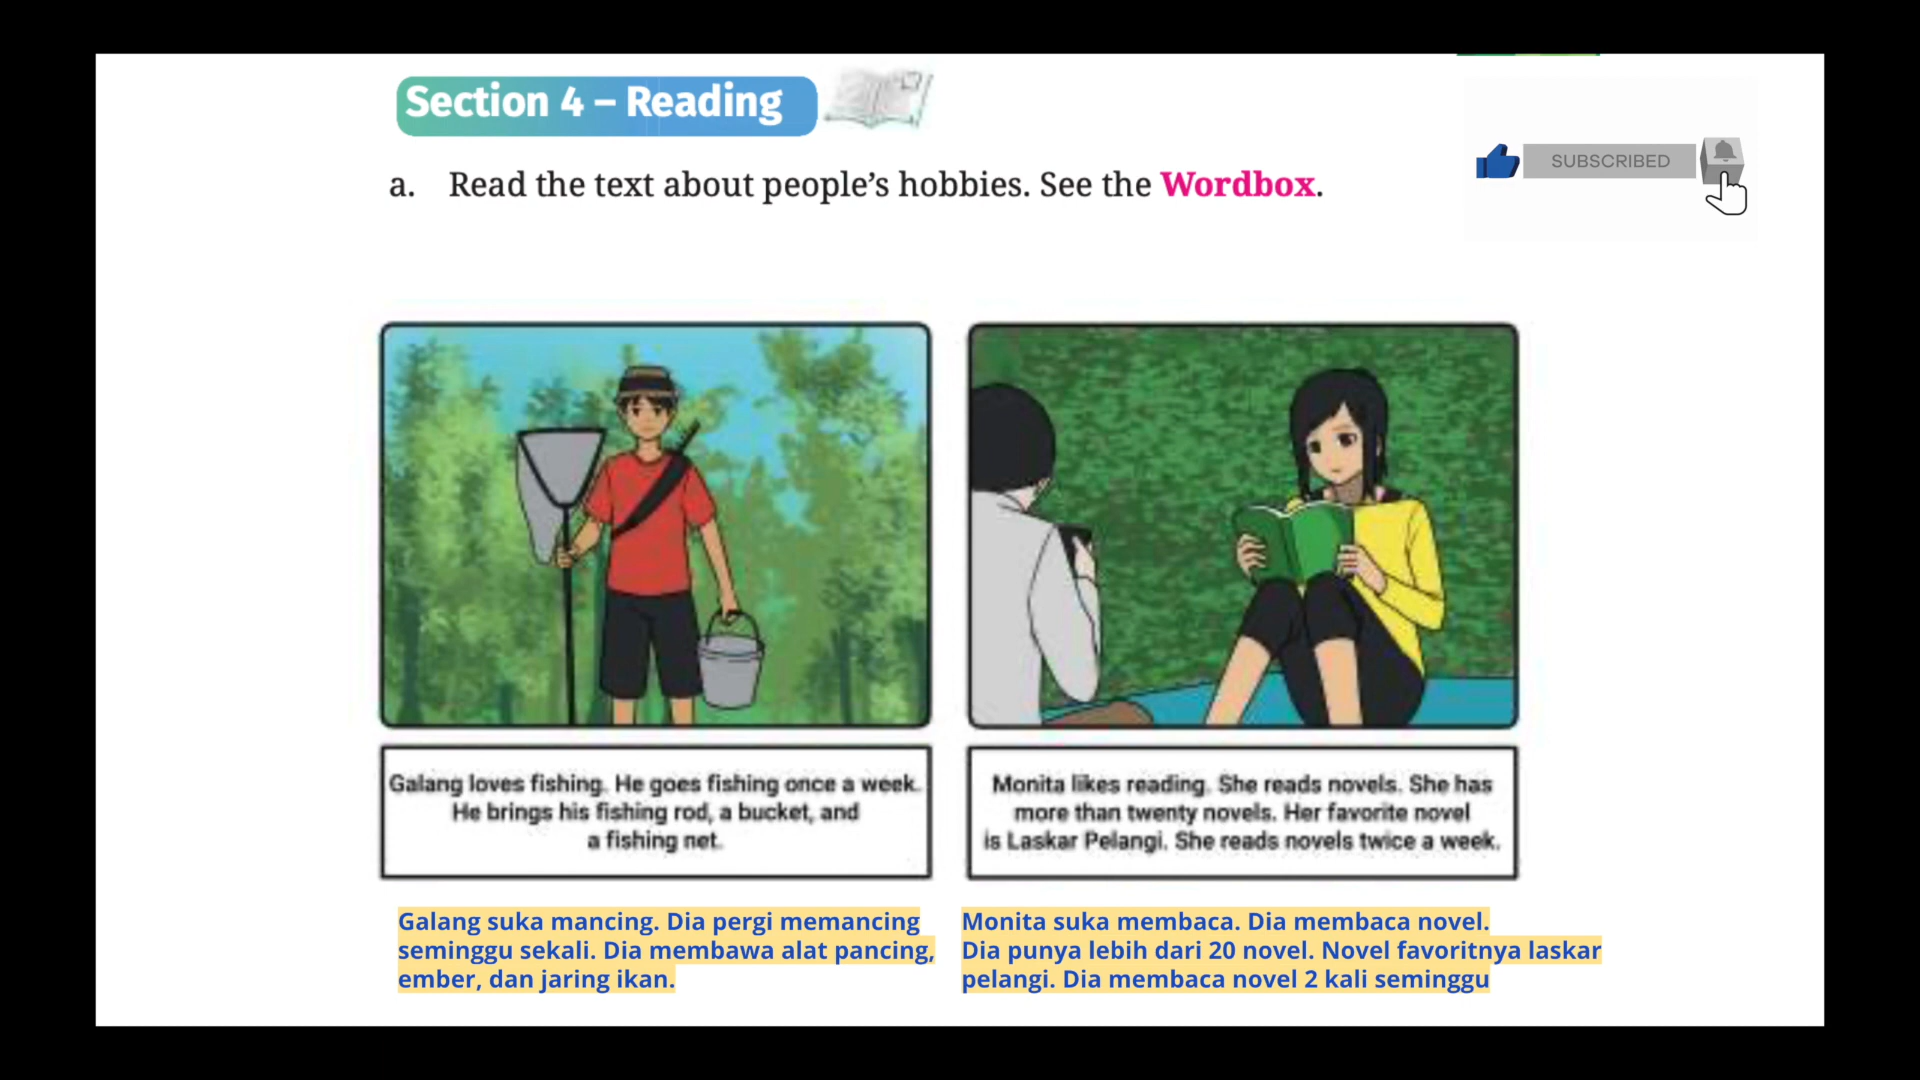 Section 4 – Reading
SUBSCRIBED
a. Read the text about people's hobbies. See the Wordbox.
Galang loves fishing. He goes fishing once a week.
He brings his fishing rod, a bucket, and
a fishing net.
Monita likes reading. She reads novels. She has
more than twenty novels. Her favorite novel
is Laskar Pelangi. She reads novels twice a week.
Galang suka mancing. Dia pergi memancing
seminggu sekali. Dia membawa alat pancing,
ember, dan jaring ikan.
Monita suka membaca. Dia membaca novel.
Dia punya lebih dari 20 novel. Novel favoritnya laskar
pelangi. Dia membaca novel 2 kali seminggu